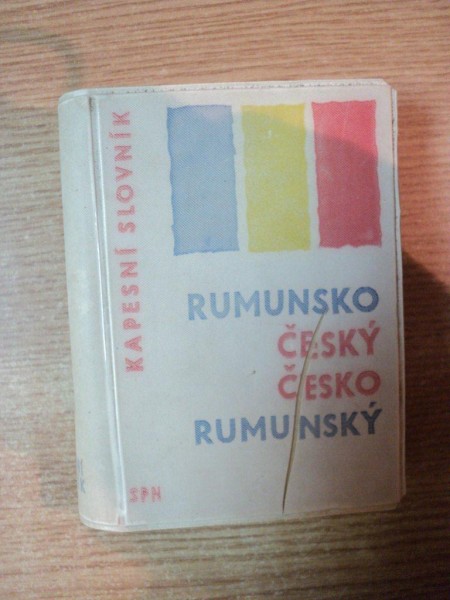 KAPESNÍ SLOVNÍK
RUMUNSKO
ČESKÝ
ČESKO
RUMUNSKÝ
SPN